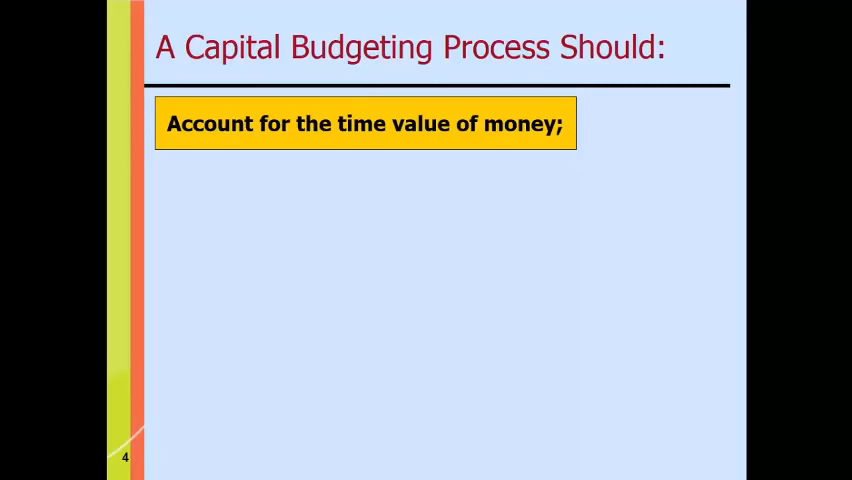 A Capital Budgeting Process Should:
Account for the time value of money;
4